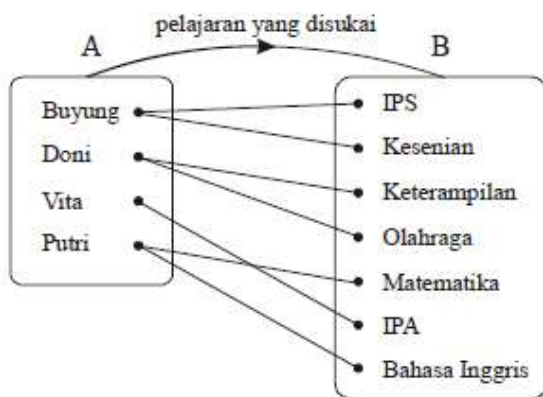 pelajaran yang disukai
A
B
Buyung
Doni
Vita
Putri
IPS
Kesenian
Keterampilan
Olahraga
Matematika
IPA
Bahasa Inggris